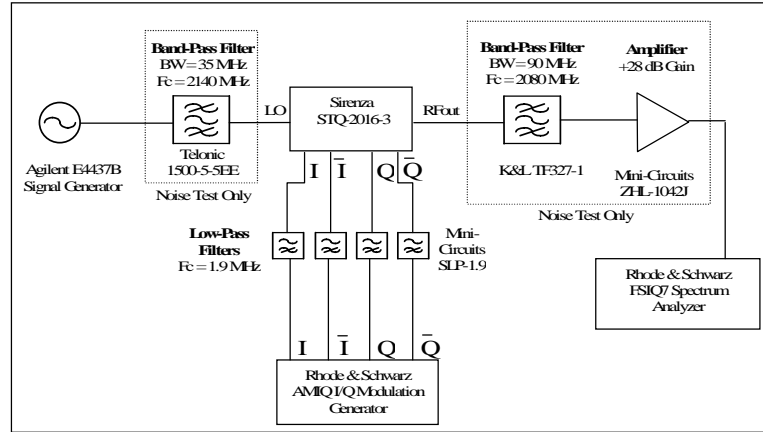 Band-Pass Filter
BW = 35 MHz
Fc = 2140 MHz
Band-Pass Filter
BW = 90 MHz
Fc = 2080 MHz
Amplifier
+28 dB Gain
LO
Sirenza
STQ-2016-3
RFout
Agilent E4437B
Signal Generator
Telonic
1500-5-5EE
Noise Test Only
K&L TF327-1
Mini-Circuits
ZHL-1042J
Noise Test Only
I I̅ Q Q̅
Low-Pass
Filters
Fc = 1.9 MHz
Mini-
Circuits
SLP-1.9
Rhode & Schwarz
FSIQ7 Spectrum
Analyzer
I I̅ Q Q̅
Rhode & Schwarz
AMIQ I/Q Modulation
Generator